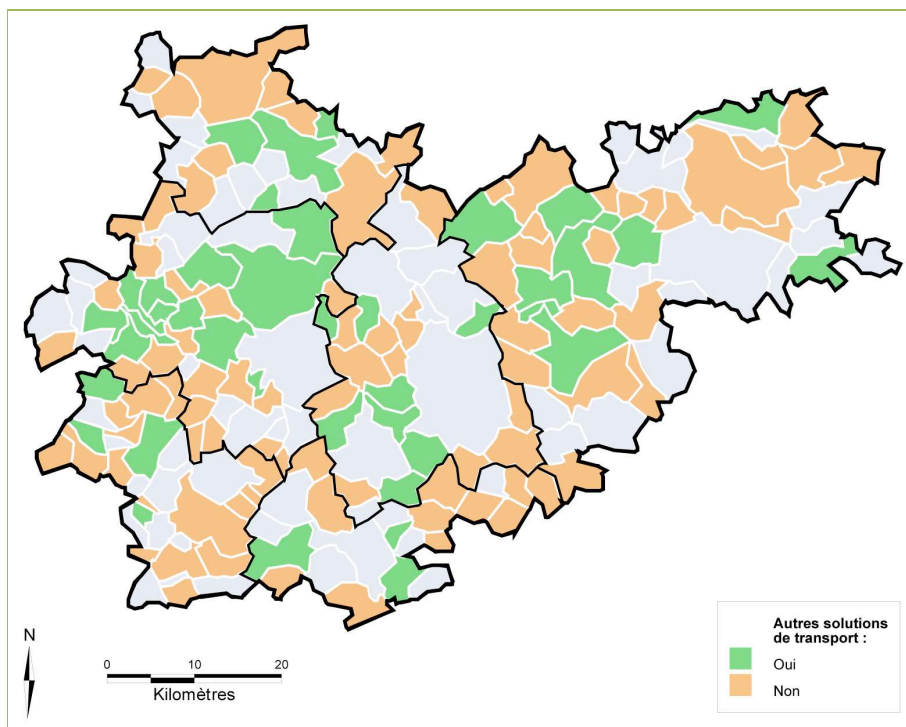 N
0 10 20
Kilomètres
Autres solutions
de transport :
Oui
Non